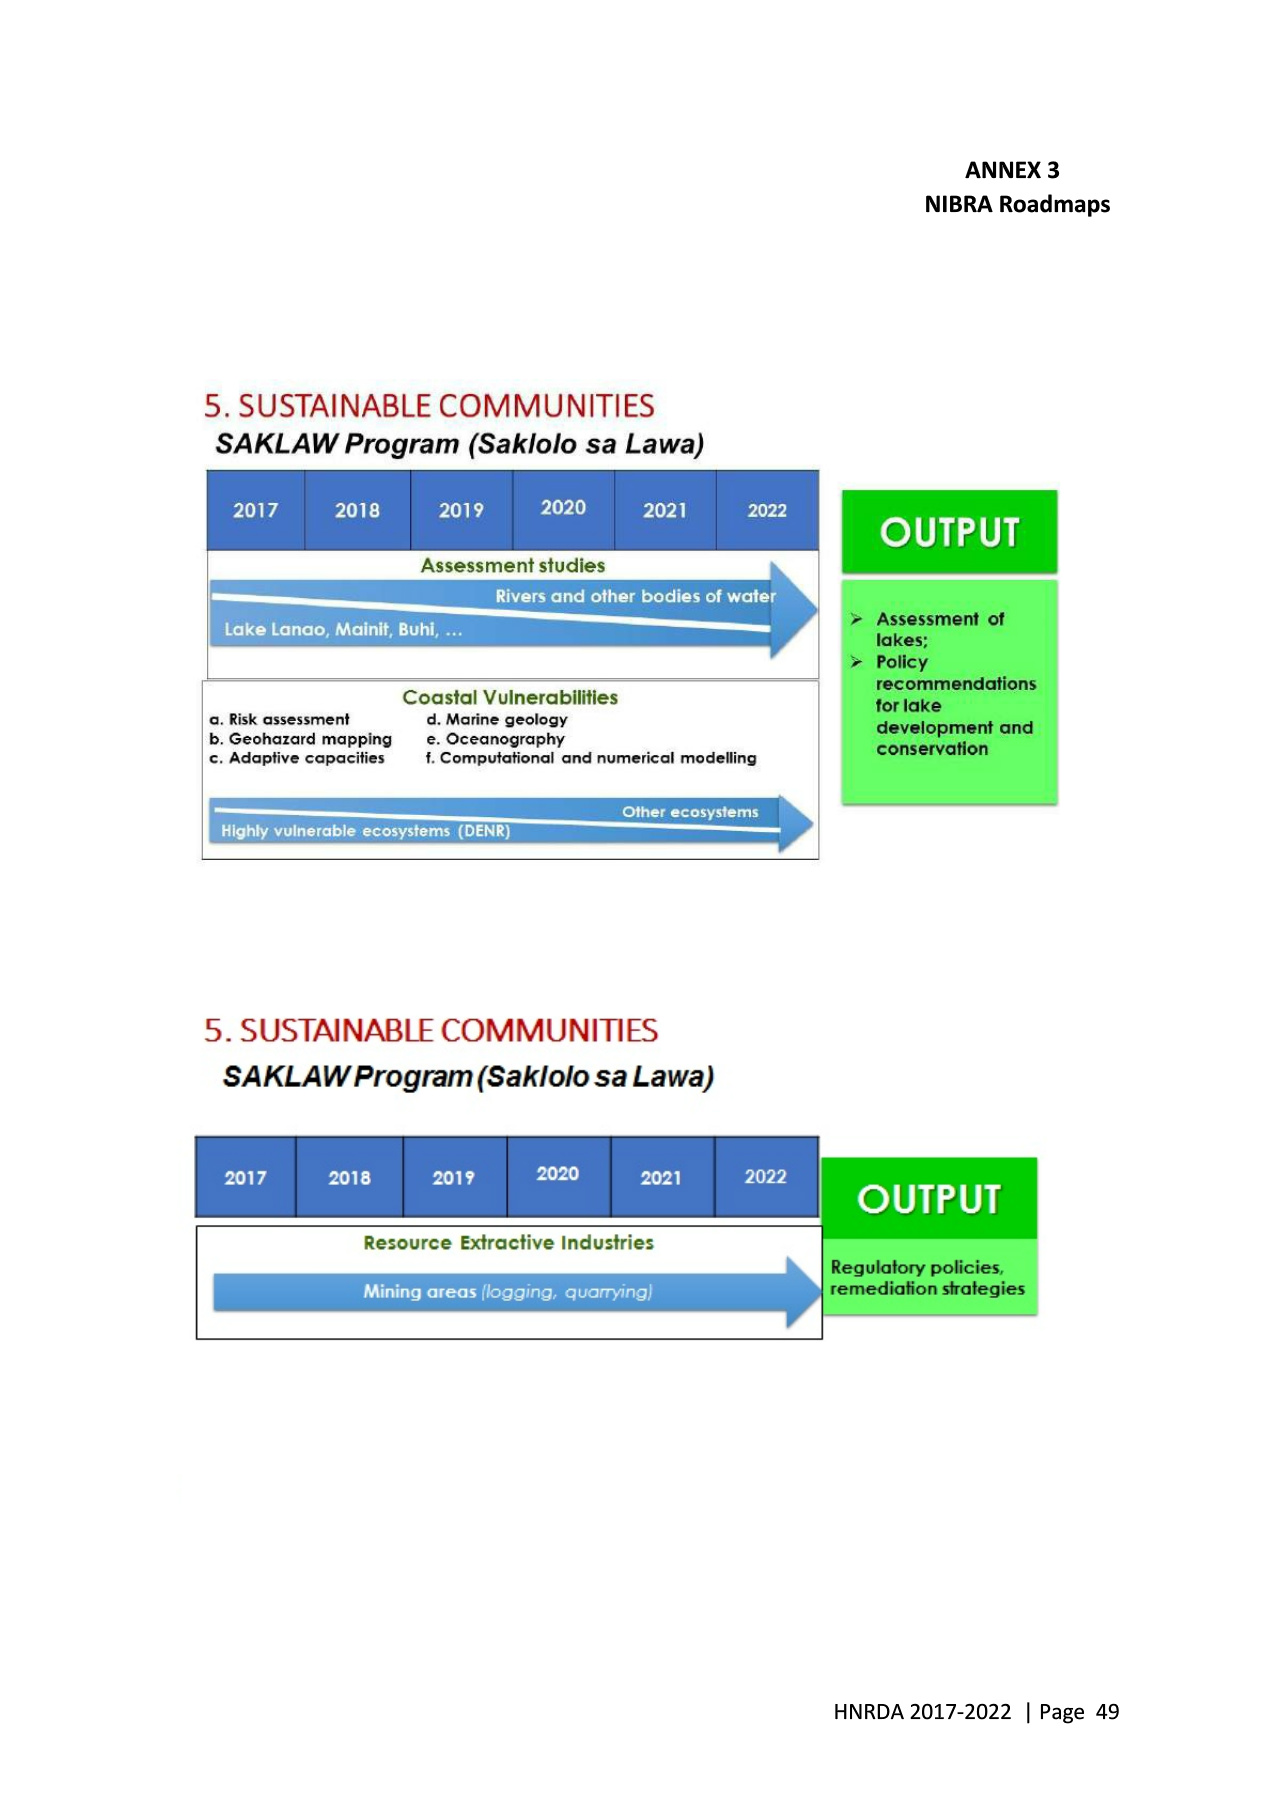 ANNEX 3
NIBRA Roadmaps
5. SUSTAINABLE COMMUNITIES
SAKLAW Program (Saklolo sa Lawa)
2017 2018 2019 2020 2021 2022
Assessment studies
Rivers and other bodies of water
Lake Lanao, Mainit, Buhi, ...
Coastal Vulnerabilities
a. Risk assessment
b. Geohazard mapping
c. Adaptive capacities
d. Marine geology
e. Oceanography
f. Computational and numerical modelling
Other ecosystems
Highly vulnerable ecosystems (DENR)
OUTPUT
➢ Assessment of
lakes;
➢ Policy
recommendations
for lake
development and
conservation
5. SUSTAINABLE COMMUNITIES
SAKLAW Program (Saklolo sa Lawa)
2017 2018 2019 2020 2021 2022
Resource Extractive Industries
Mining areas (logging, quarrying)
OUTPUT
Regulatory policies,
remediation strategies
HNRDA 2017-2022 | Page 49